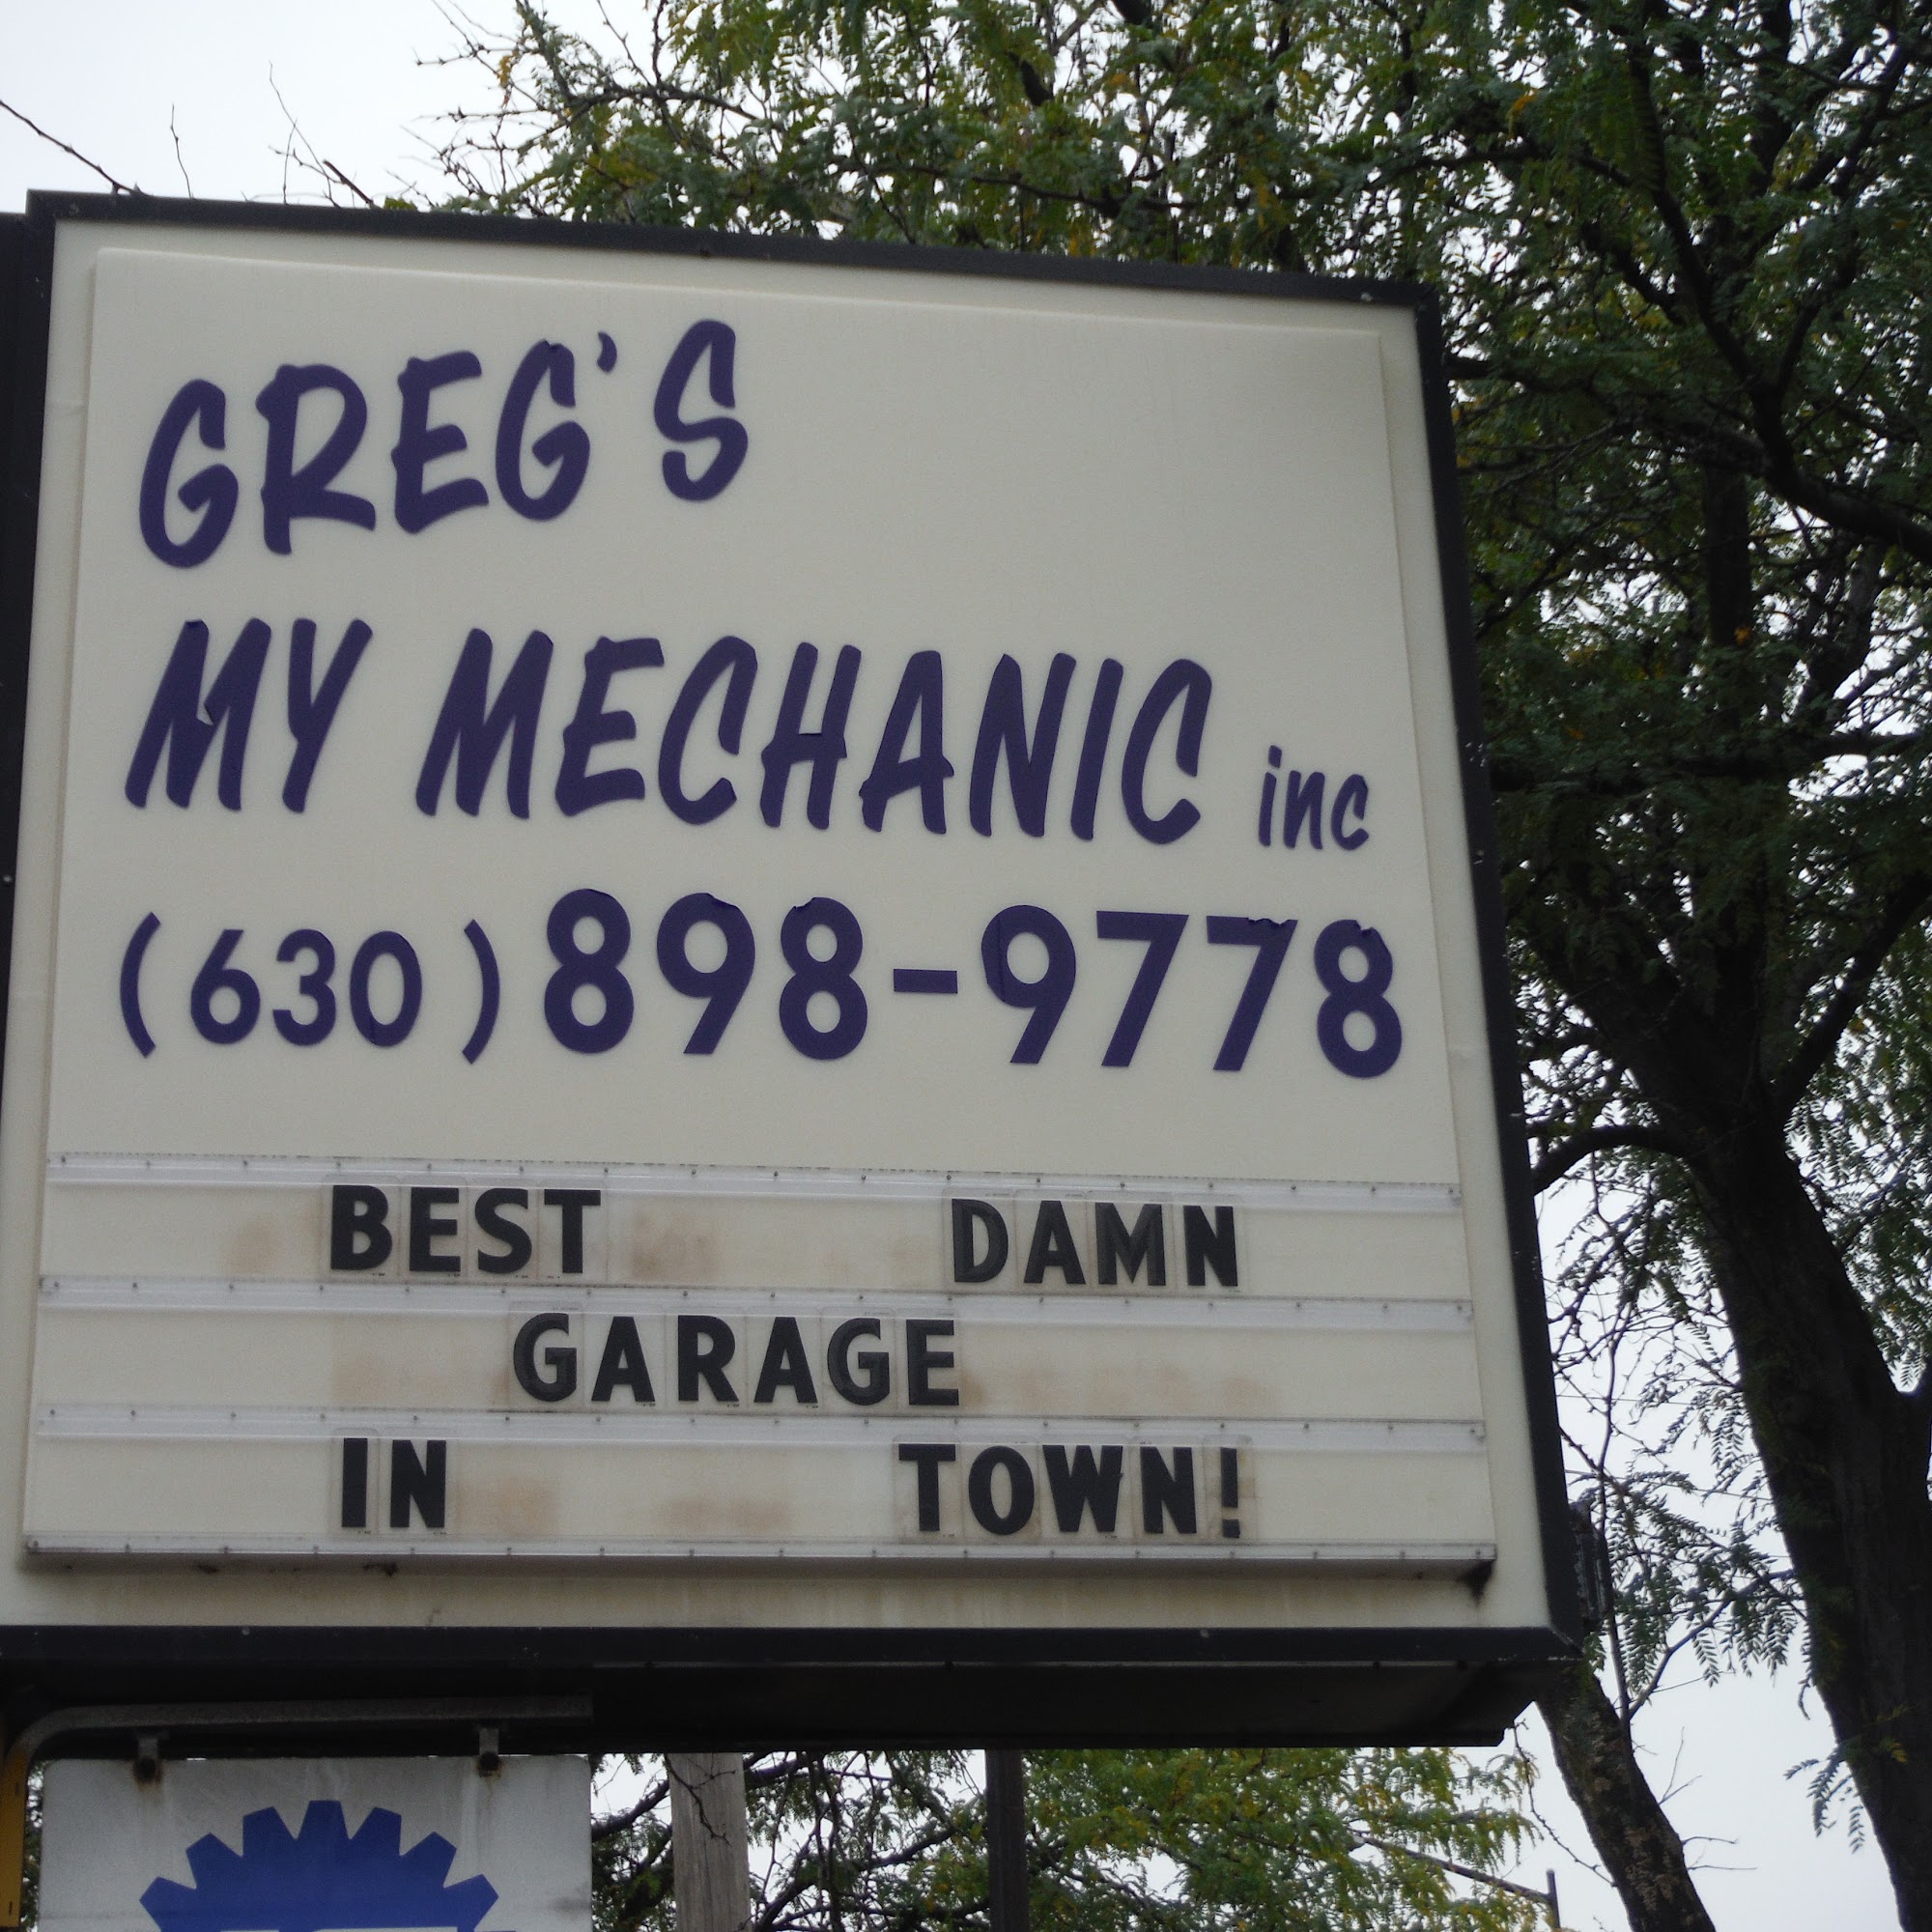 GREG'S
MY MECHANIC inc
(630) 898-9778
BEST DAMN
GARAGE
IN TOWN!